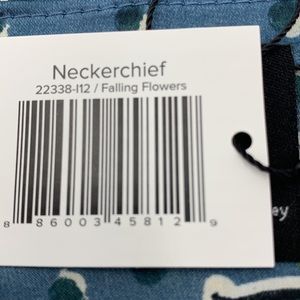 Neckerchief
22338-I12 / Falling Flowers
8 86003 45812 9